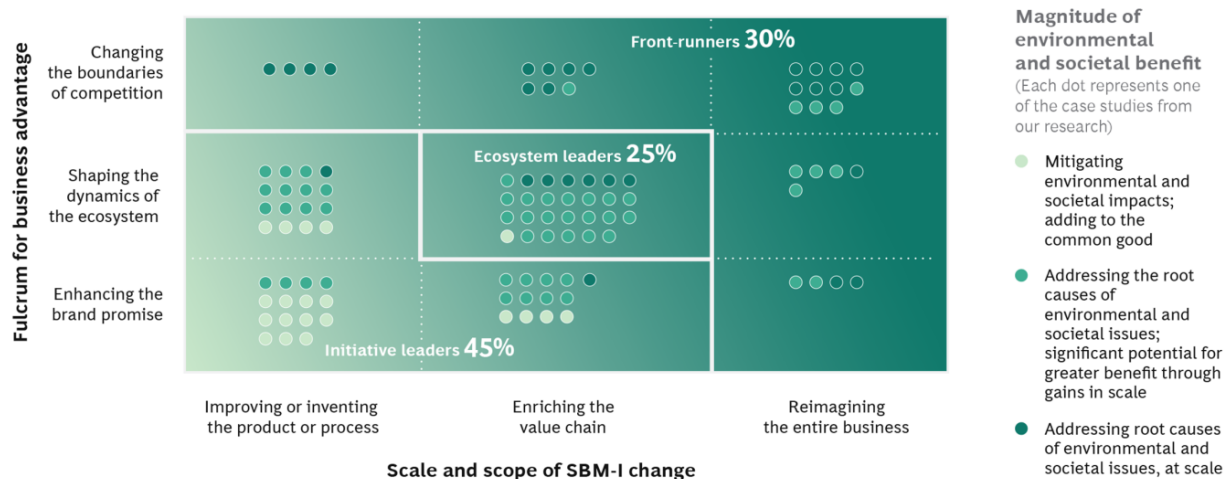 Fulcrum for business advantage
Changing
the boundaries
of competition
Shaping the
dynamics of
the ecosystem
Enhancing the
brand promise
Front-runners 30%
Ecosystem leaders 25%
Initiative leaders 45%
Improving or inventing
the product or process
Enriching the
value chain
Reimagining
the entire business
Scale and scope of SBM-I change
Magnitude of
environmental
and societal benefit
(Each dot represents one
of the case studies from
our research)
Mitigating
environmental and
societal impacts;
adding to the
common good
Addressing the root
causes of
environmental and
societal issues;
significant potential for
greater benefit through
gains in scale
Addressing root causes
of environmental and
societal issues, at scale